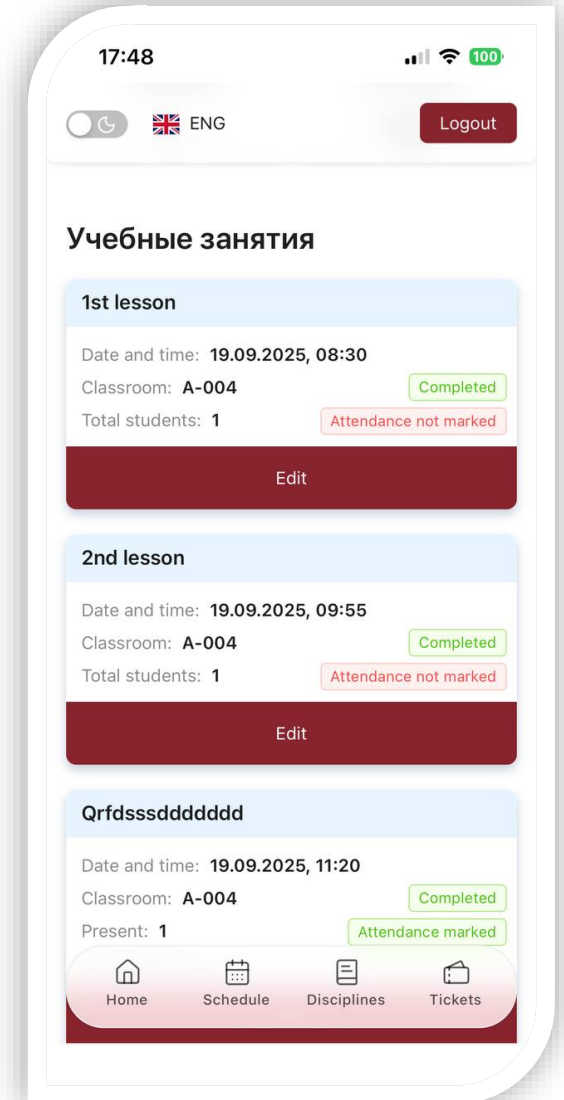 17:48
100
ENG
Logout
Учебные занятия
1st lesson
Date and time: 19.09.2025, 08:30
Classroom: A-004
Completed
Total students: 1
Attendance not marked
Edit
2nd lesson
Date and time: 19.09.2025, 09:55
Classroom: A-004
Completed
Total students: 1
Attendance not marked
Edit
Qrfdsssddddddd
Date and time: 19.09.2025, 11:20
Classroom: A-004
Completed
Present: 1
Attendance marked
Home
Schedule
Disciplines
Tickets